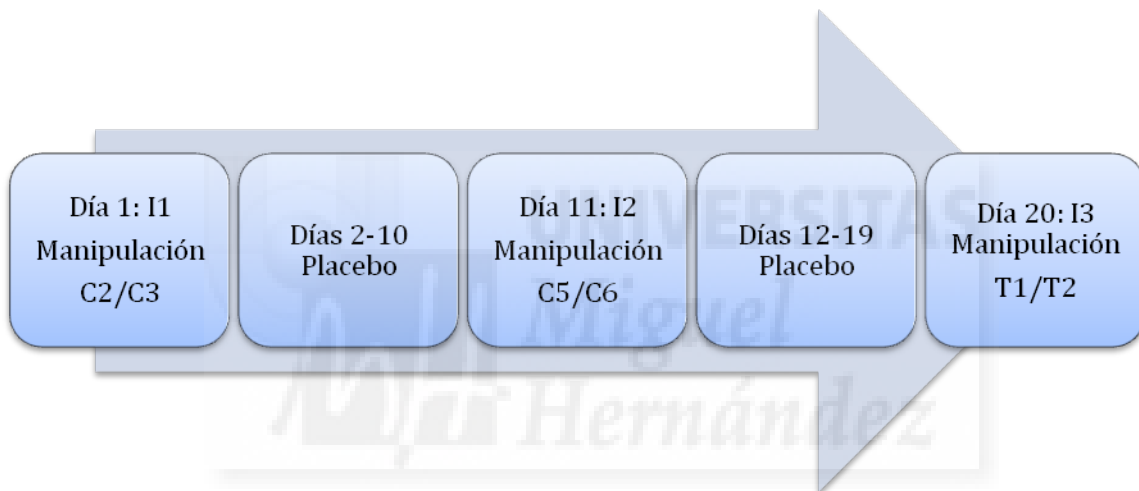 Día 1: I1
Manipulación
C2/C3
Días 2-10
Placebo
Día 11: I2
Manipulación
C5/C6
Días 12-19
Placebo
Día 20: I3
Manipulación
T1/T2
UNIVERSITAS
Miguel
Hernández